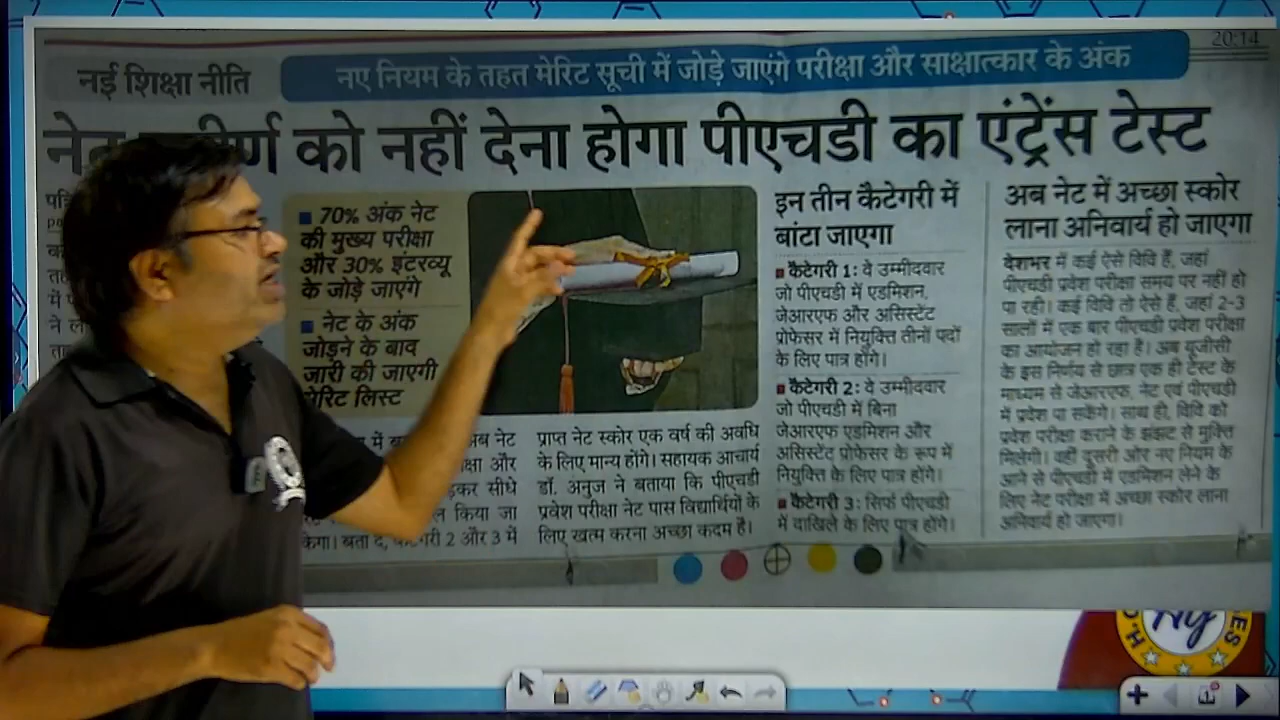 20:14
नई शिक्षा नीति
नए नियम के तहत मेरिट सूची में जोड़े जाएंगे परीक्षा और साक्षात्कार के अंक
को नहीं देना होगा पीएचडी का एंट्रेंस टेस्ट
■ 70% अंक नेट
की मुख्य परीक्षा
और 30% इंटरव्यू
के जोड़े जाएंगे
■ नेट के अंक
जोड़ने के बाद
जारी की जाएगी
मेरिट लिस्ट
नेट
और
सीधे
किया जा
2 और 3 में
प्राप्त नेट स्कोर एक वर्ष की अवधि
के लिए मान्य होंगे। सहायक आचार्य
डॉ. अनुज ने बताया कि पीएचडी
प्रवेश परीक्षा नेट पास विद्यार्थियों के
लिए खत्म करना अच्छा कदम है।
इन तीन कैटेगरी में
बांटा जाएगा
■ कैटेगरी 1: वे उम्मीदवार
जो पीएचडी में एडमिशन,
जेआरएफ और असिस्टेंट
प्रोफेसर में नियुक्ति तीनों पदों
के लिए पात्र होंगे।
■ कैटेगरी 2: वे उम्मीदवार
जो पीएचडी में बिना
जेआरएफ एडमिशन और
असिस्टेंट प्रोफेसर के रूप में
नियुक्ति के लिए पात्र होंगे।
■ कैटेगरी 3: सिर्फ पीएचडी
में दाखिले के लिए पात्र होंगे।
अब नेट में अच्छा स्कोर
लाना अनिवार्य हो जाएगा
देशभर में कई ऐसे विवि हैं, जहां
पीएचडी प्रवेश परीक्षा समय पर नहीं हो
पा रही। कई विवि तो ऐसे हैं, जहां 2-3
सालों में एक बार पीएचडी प्रवेश परीक्षा
का आयोजन हो रहा है। अब यूजीसी
के इस निर्णय से छात्र एक ही टेस्ट के
माध्यम से जेआरएफ, नेट एवं पीएचडी
में प्रवेश पा सकेंगे। साथ ही, विवि को
प्रवेश परीक्षा कराने के झंझट से मुक्ति
मिलेगी। वहीं दूसरी ओर नए नियम के
आने से पीएचडी में एडमिशन लेने के
लिए नेट परीक्षा में अच्छा स्कोर लाना
अनिवार्य हो जाएगा।